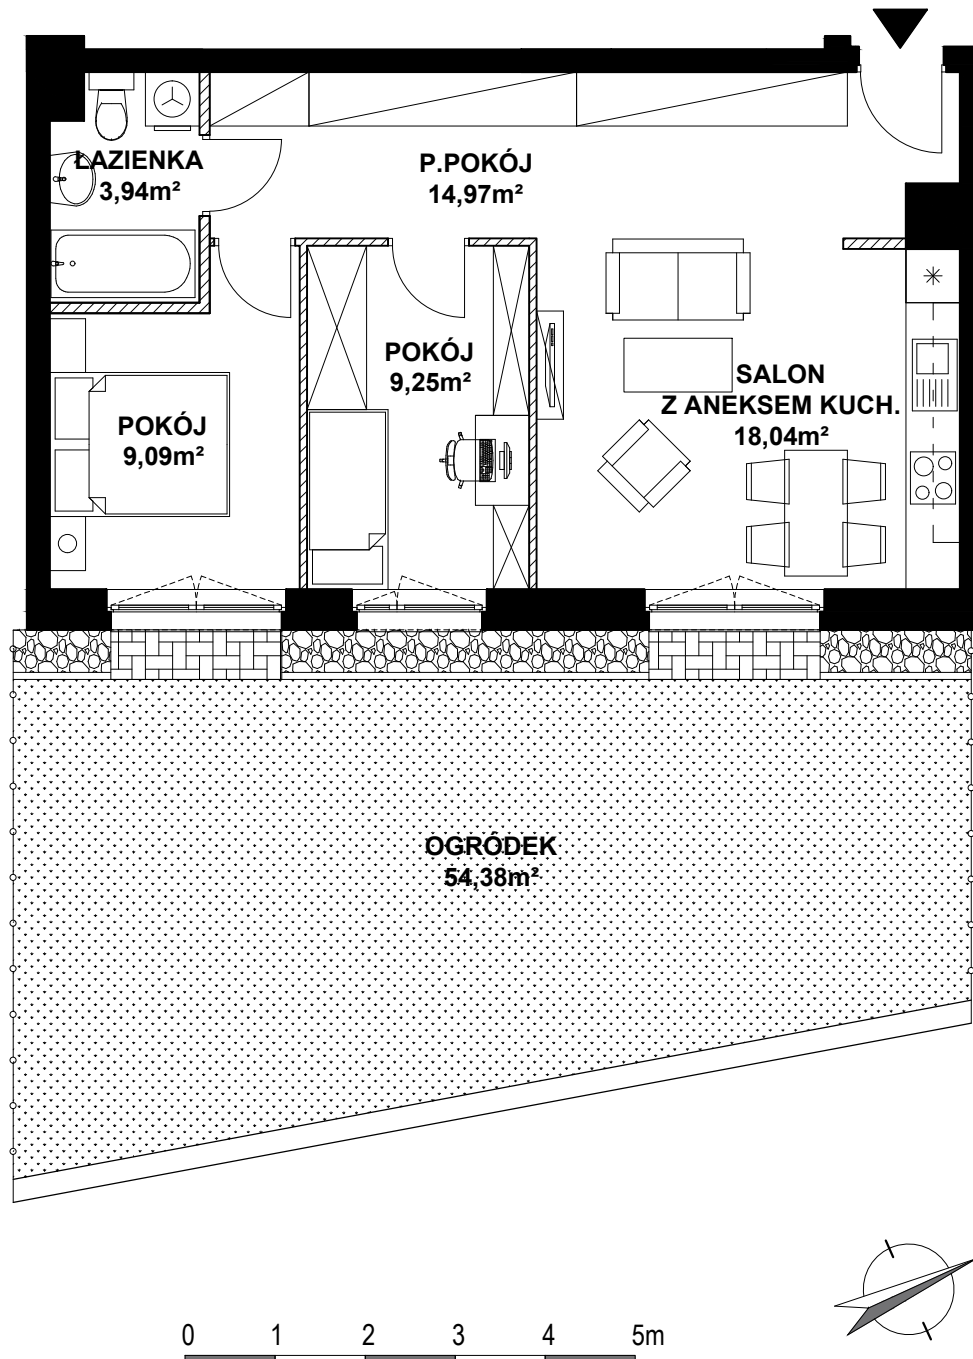 ŁAZIENKA
3,94m²
P.POKÓJ
14,97m²
POKÓJ
9,25m²
SALON
Z ANEKSEM KUCH.
18,04m²
POKÓJ
9,09m²
OGRÓDEK
54,38m²
0 1 2 3 4 5m